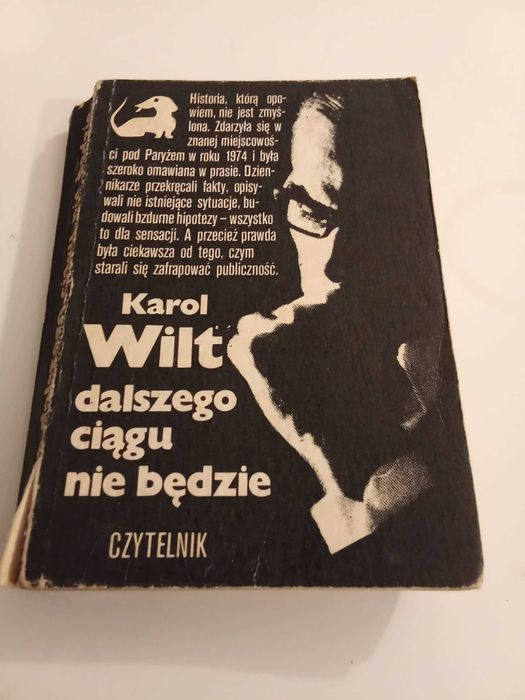 Historia, którą opo-
wiem, nie jest zmyś-
lona. Zdarzyła się w
znanej miejscowoś-
ci pod Paryżem w roku 1974 i była
szeroko omawiana w prasie. Dzien-
nikarze przekręcali fakty, opisy-
wali nie istniejące sytuacje, bu-
dowali bzdurne hipotezy – wszystko
to dla sensacji. A przecież prawda
była ciekawsza od tego, czym
starali się zafrapować publiczność.
Karol
Wilt
dalszego
ciągu
nie będzie
CZYTELNIK